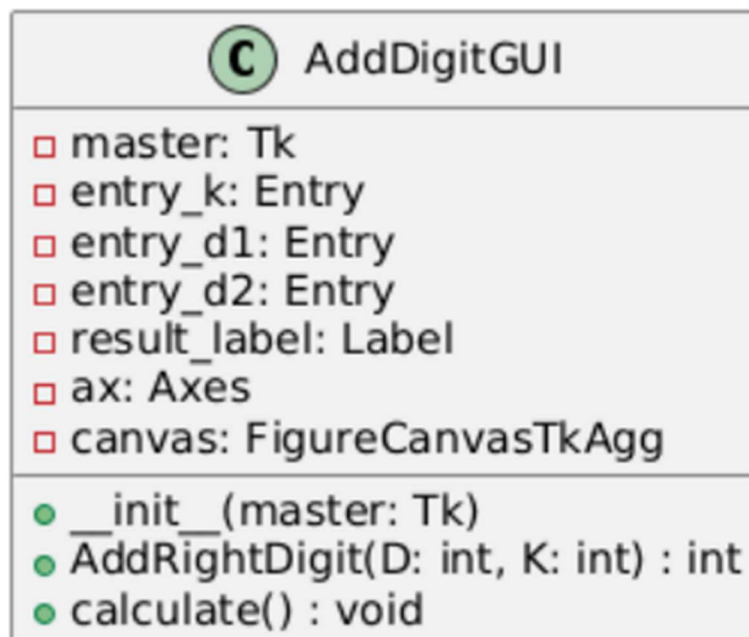 C AddDigitGUI
master: Tk
entry_k: Entry
entry_d1: Entry
entry_d2: Entry
result_label: Label
ax: Axes
canvas: FigureCanvasTkAgg
__init__(master: Tk)
AddRightDigit(D: int, K: int) : int
calculate() : void